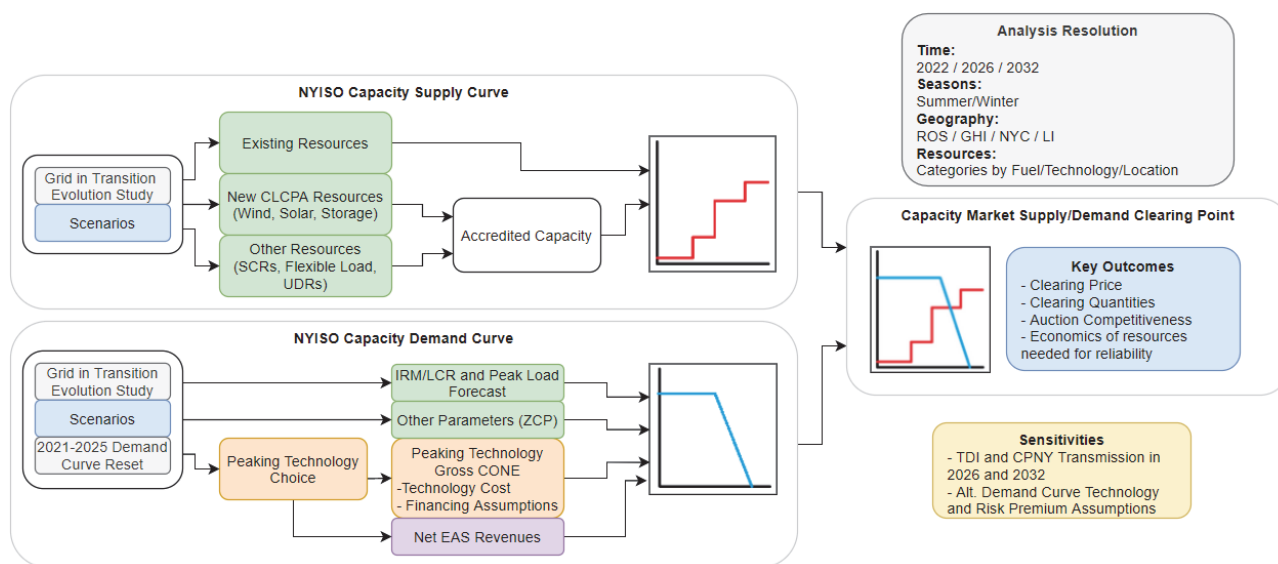 Analysis Resolution
Time:
2022 / 2026 / 2032
Seasons:
Summer/Winter
Geography:
ROS / GHI / NYC / LI
Resources:
Categories by Fuel/Technology/Location
NYISO Capacity Supply Curve
Grid in Transition
Evolution Study
Scenarios
Existing Resources
New CLCPA Resources
(Wind, Solar, Storage)
Other Resources
(SCRs, Flexible Load,
UDRs)
Accredited Capacity
NYISO Capacity Demand Curve
Grid in Transition
Evolution Study
Scenarios
2021-2025 Demand
Curve Reset
Peaking Technology
Choice
IRM/LCR and Peak Load
Forecast
Other Parameters (ZCP)
Peaking Technology
Gross CONE
-Technology Cost
- Financing Assumptions
Net EAS Revenues
Capacity Market Supply/Demand Clearing Point
Key Outcomes
- Clearing Price
- Clearing Quantities
- Auction Competitiveness
- Economics of resources
needed for reliability
Sensitivities
- TDI and CPNY Transmission in
2026 and 2032
- Alt. Demand Curve Technology
and Risk Premium Assumptions